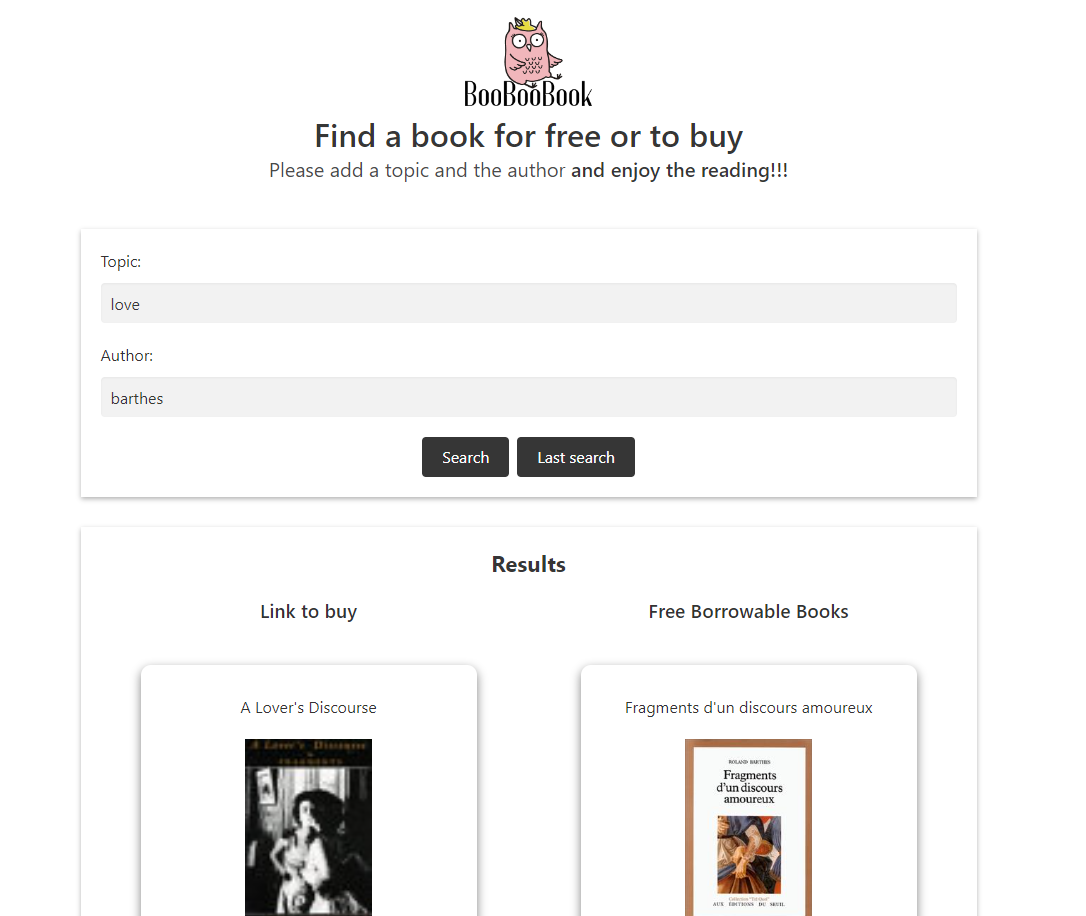 BooBooBook
Find a book for free or to buy
Please add a topic and the author and enjoy the reading!!!
Topic:
love
Author:
barthes
Search
Last search
Results
Link to buy
Free Borrowable Books
A Lover's Discourse
A Lover's Discourse
FRAGMENTS
Fragments d'un discours amoureux
ROLAND BARTHES
Fragments
d'un discours
amoureux
Collection "Tel Quel"
AUX ÉDITIONS DU SEUIL